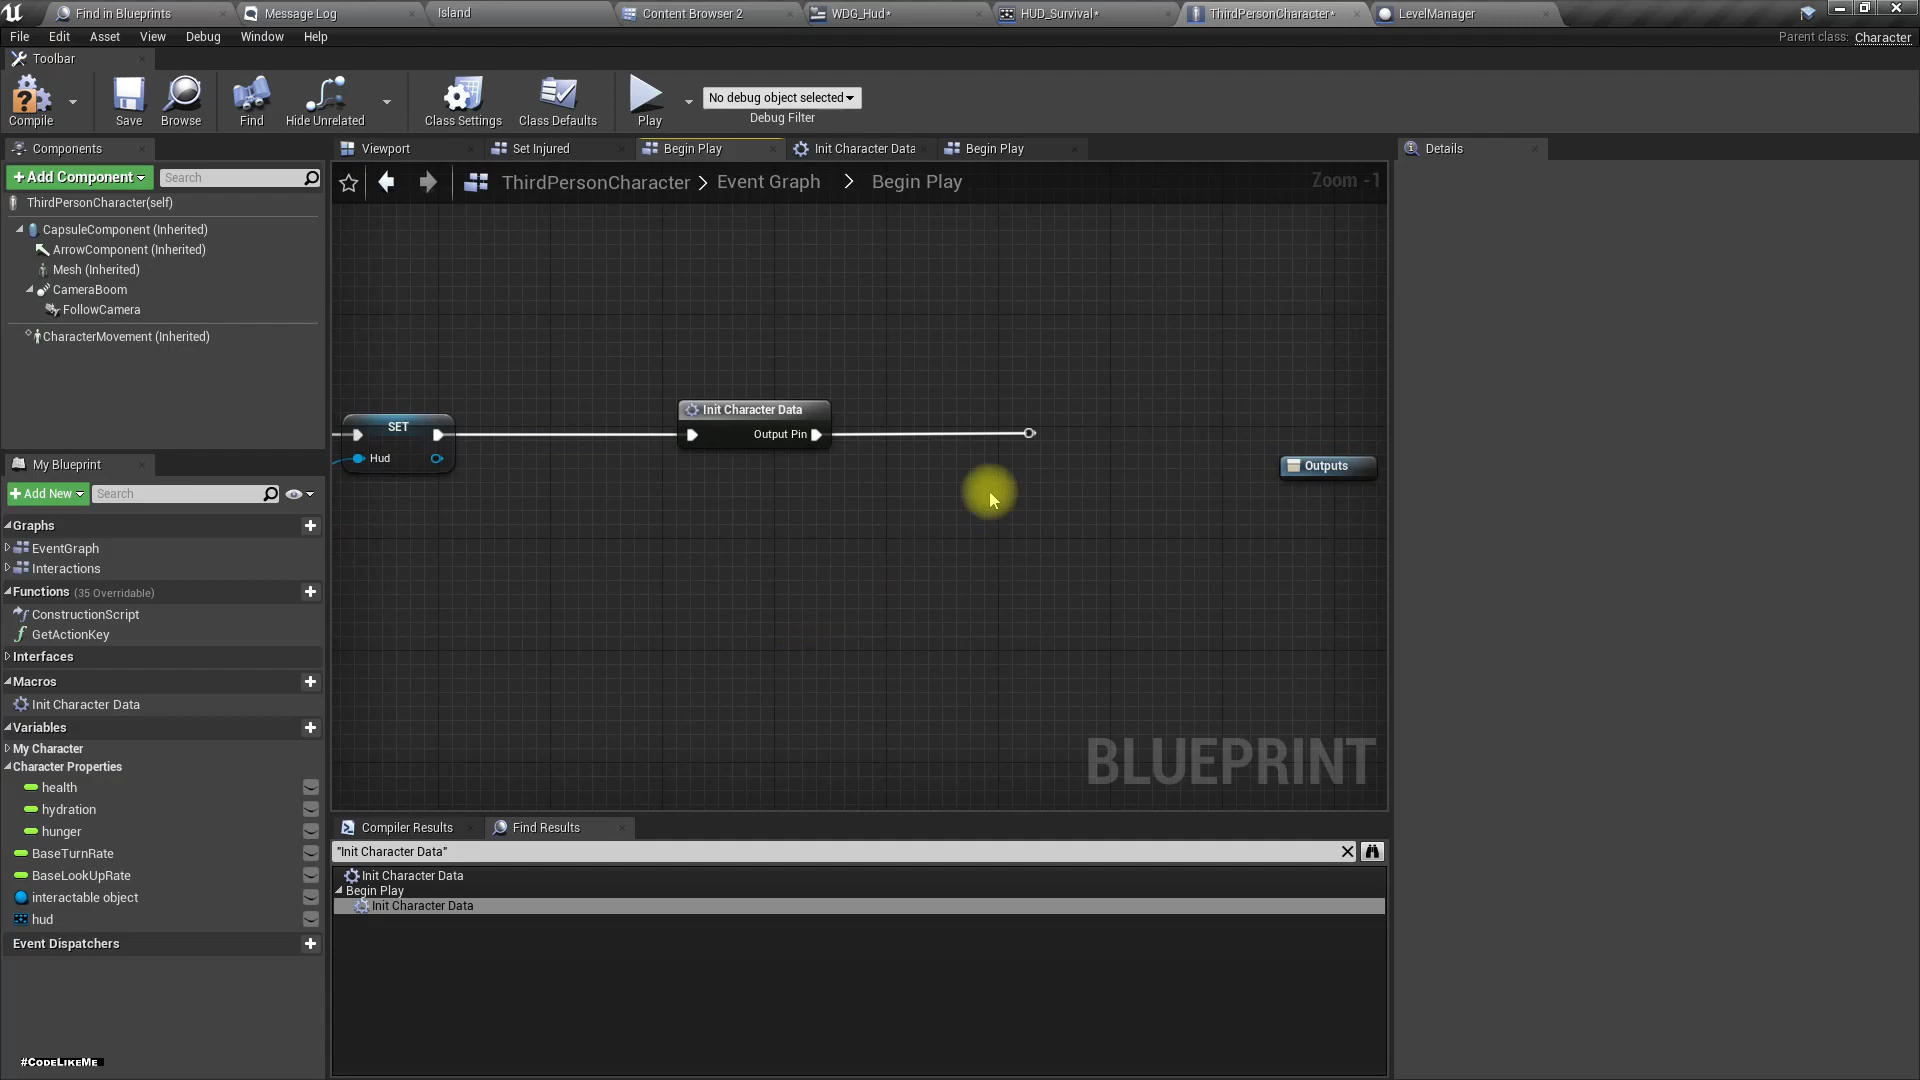 Find in Blueprints
Message Log
Island
Content Browser 2
WDG_Hud*
HUD_Survival*
ThirdPersonCharacter*
LevelManager
File Edit Asset View Debug Window Help
Parent class: Character
Toolbar
Compile
Save
Browse
Find
Hide Unrelated
Class Settings
Class Defaults
Play
No debug object selected
Debug Filter
Components
+Add Component
Search
ThirdPersonCharacter(self)
CapsuleComponent (Inherited)
ArrowComponent (Inherited)
Mesh (Inherited)
CameraBoom
FollowCamera
CharacterMovement (Inherited)
My Blueprint
+Add New
Search
Graphs
EventGraph
Interactions
Functions (35 Overridable)
ConstructionScript
GetActionKey
Interfaces
Macros
Init Character Data
Variables
My Character
Character Properties
health
hydration
hunger
BaseTurnRate
BaseLookUpRate
interactable object
hud
Event Dispatchers
#CodeLikeMe
Viewport
Set Injured
Begin Play
Init Character Data
Begin Play
ThirdPersonCharacter > Event Graph > Begin Play
Zoom -1
SET
Hud
Init Character Data
Output Pin
Outputs
BLUEPRINT
Compiler Results
Find Results
"Init Character Data"
Init Character Data
Begin Play
Init Character Data
Details